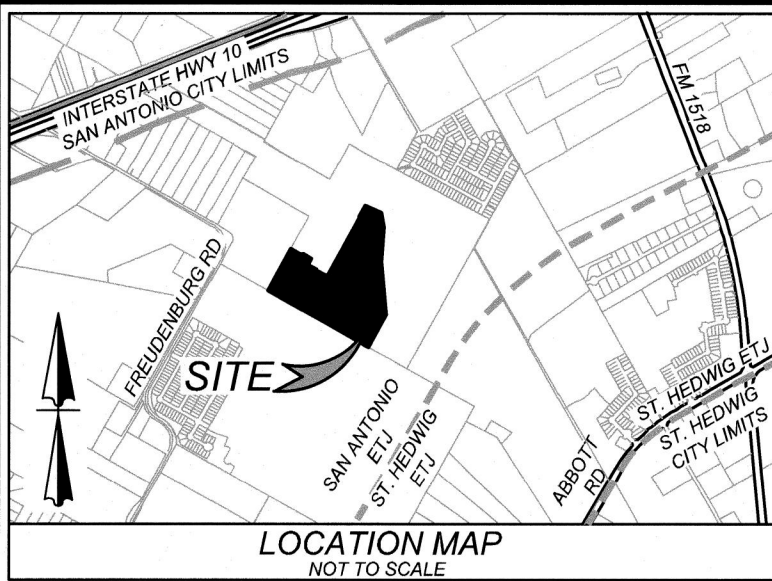 INTERSTATE HWY 10
SAN ANTONIO CITY LIMITS
FM 1518
FREUDENBURG RD
SITE
SAN ANTONIO
ETJ
ST. HEDWIG
ETJ
ABBOTT
RD
ST. HEDWIG ETJ
ST. HEDWIG
CITY LIMITS
LOCATION MAP
NOT TO SCALE